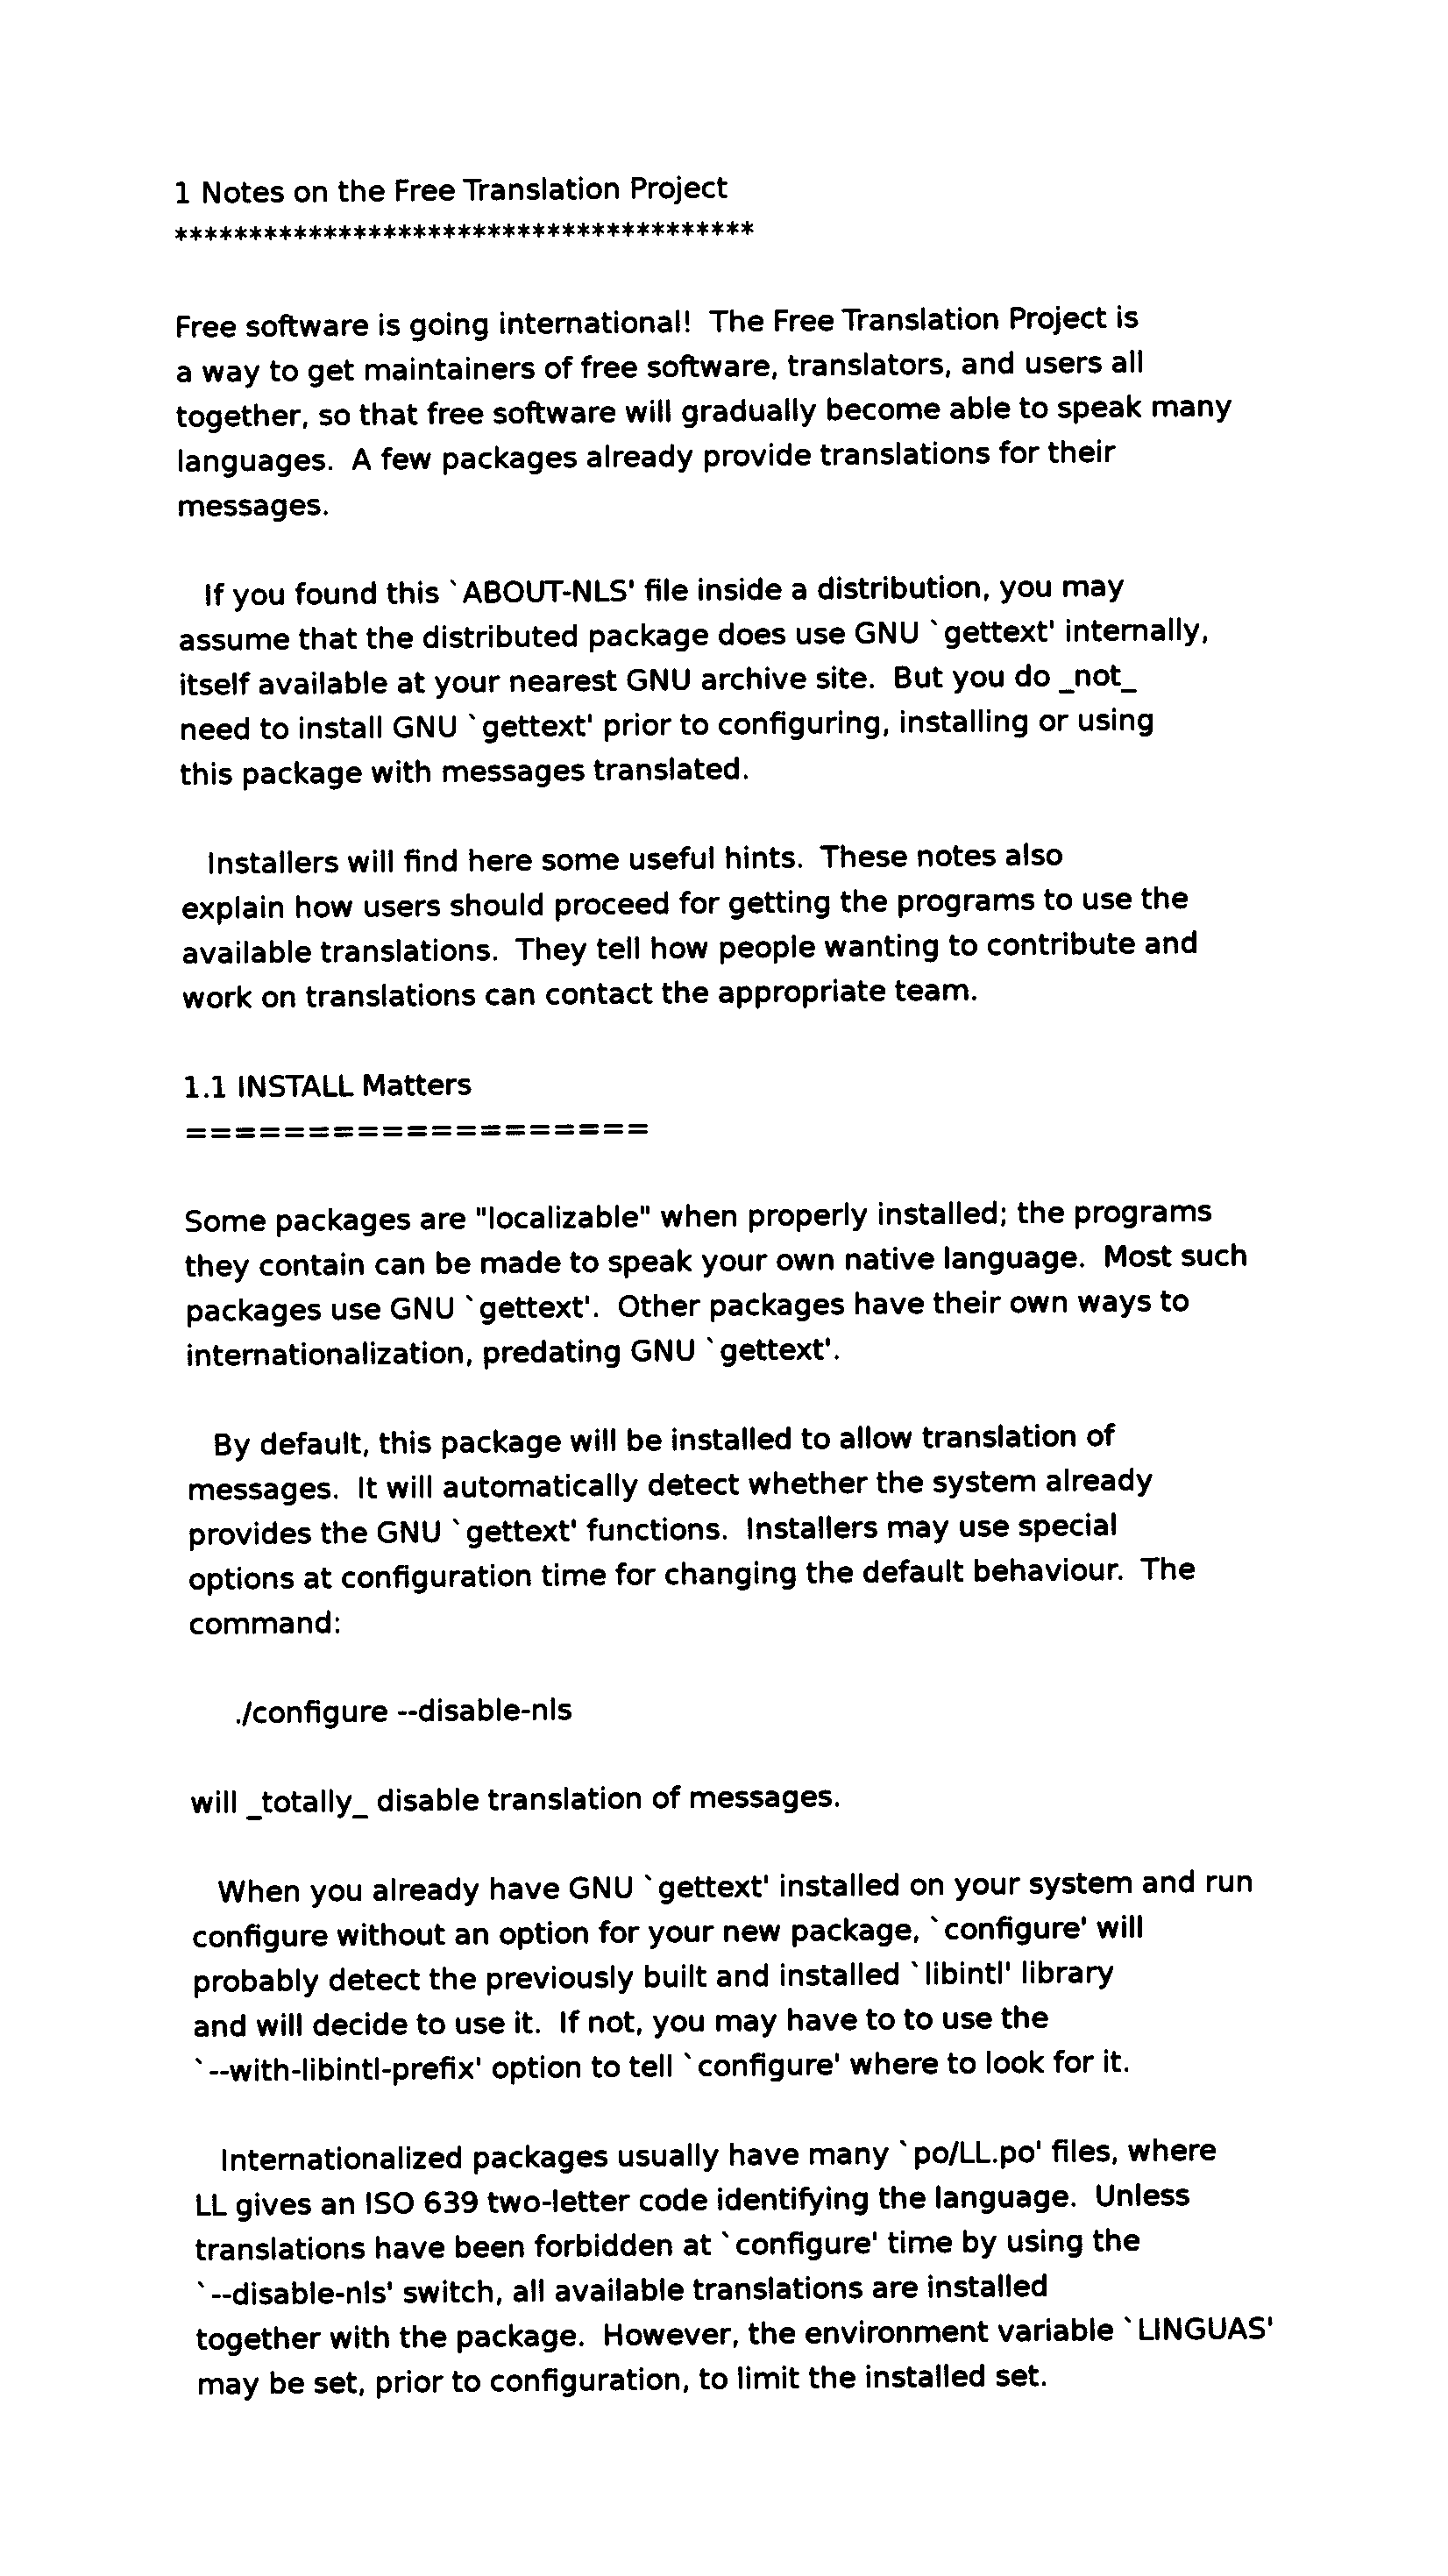 1 Notes on the Free Translation Project
***************************************

Free software is going international!  The Free Translation Project is
a way to get maintainers of free software, translators, and users all
together, so that free software will gradually become able to speak many
languages.  A few packages already provide translations for their
messages.

   If you found this `ABOUT-NLS' file inside a distribution, you may
assume that the distributed package does use GNU `gettext' internally,
itself available at your nearest GNU archive site.  But you do _not_
need to install GNU `gettext' prior to configuring, installing or using
this package with messages translated.

   Installers will find here some useful hints.  These notes also
explain how users should proceed for getting the programs to use the
available translations.  They tell how people wanting to contribute and
work on translations can contact the appropriate team.

1.1 INSTALL Matters
===================

Some packages are "localizable" when properly installed; the programs
they contain can be made to speak your own native language.  Most such
packages use GNU `gettext'.  Other packages have their own ways to
internationalization, predating GNU `gettext'.

   By default, this package will be installed to allow translation of
messages.  It will automatically detect whether the system already
provides the GNU `gettext' functions.  Installers may use special
options at configuration time for changing the default behaviour.  The
command:

     ./configure --disable-nls

will _totally_ disable translation of messages.

   When you already have GNU `gettext' installed on your system and run
configure without an option for your new package, `configure' will
probably detect the previously built and installed `libintl' library
and will decide to use it.  If not, you may have to to use the
`--with-libintl-prefix' option to tell `configure' where to look for it.

   Internationalized packages usually have many `po/LL.po' files, where
LL gives an ISO 639 two-letter code identifying the language.  Unless
translations have been forbidden at `configure' time by using the
`--disable-nls' switch, all available translations are installed
together with the package.  However, the environment variable `LINGUAS'
may be set, prior to configuration, to limit the installed set.